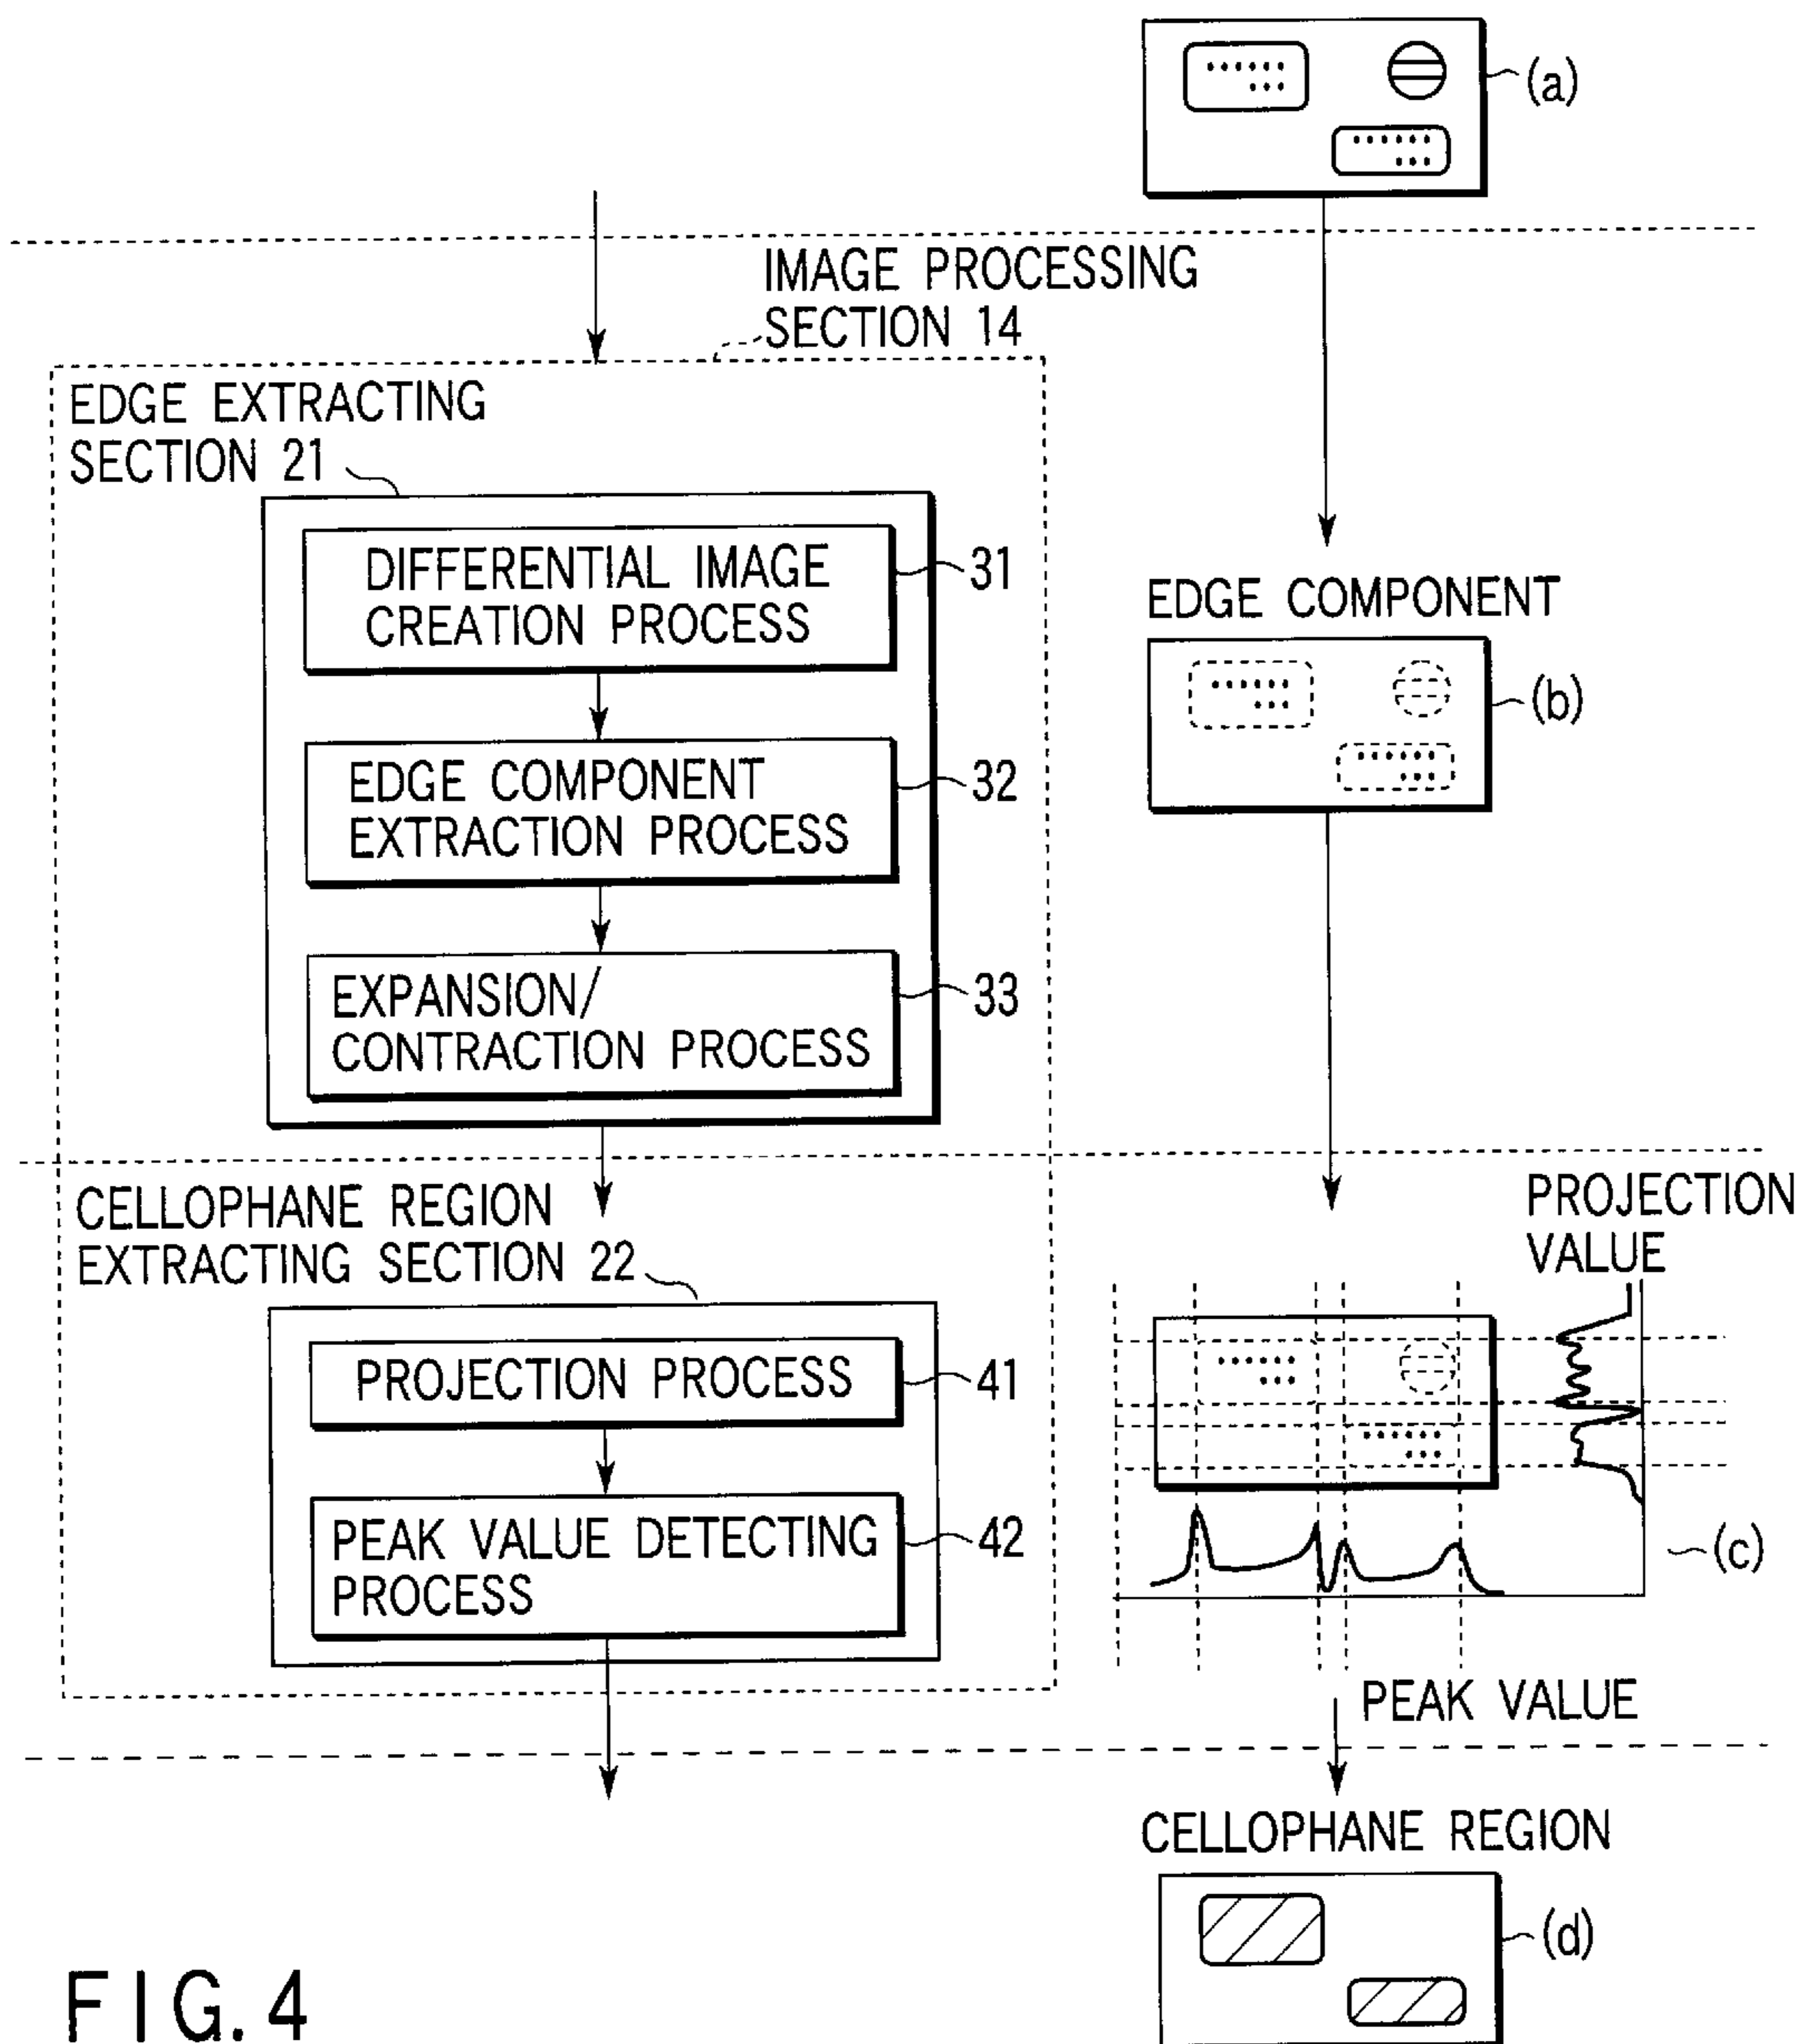 (a)
IMAGE PROCESSING
SECTION 14
EDGE EXTRACTING
SECTION 21
DIFFERENTIAL IMAGE
CREATION PROCESS
31
EDGE COMPONENT
EXTRACTION PROCESS
32
EXPANSION/
CONTRACTION PROCESS
33
EDGE COMPONENT
(b)
CELLOPHANE REGION
EXTRACTING SECTION 22
PROJECTION PROCESS
41
PEAK VALUE DETECTING
PROCESS
42
PROJECTION
VALUE
(c)
PEAK VALUE
CELLOPHANE REGION
(d)
FIG. 4